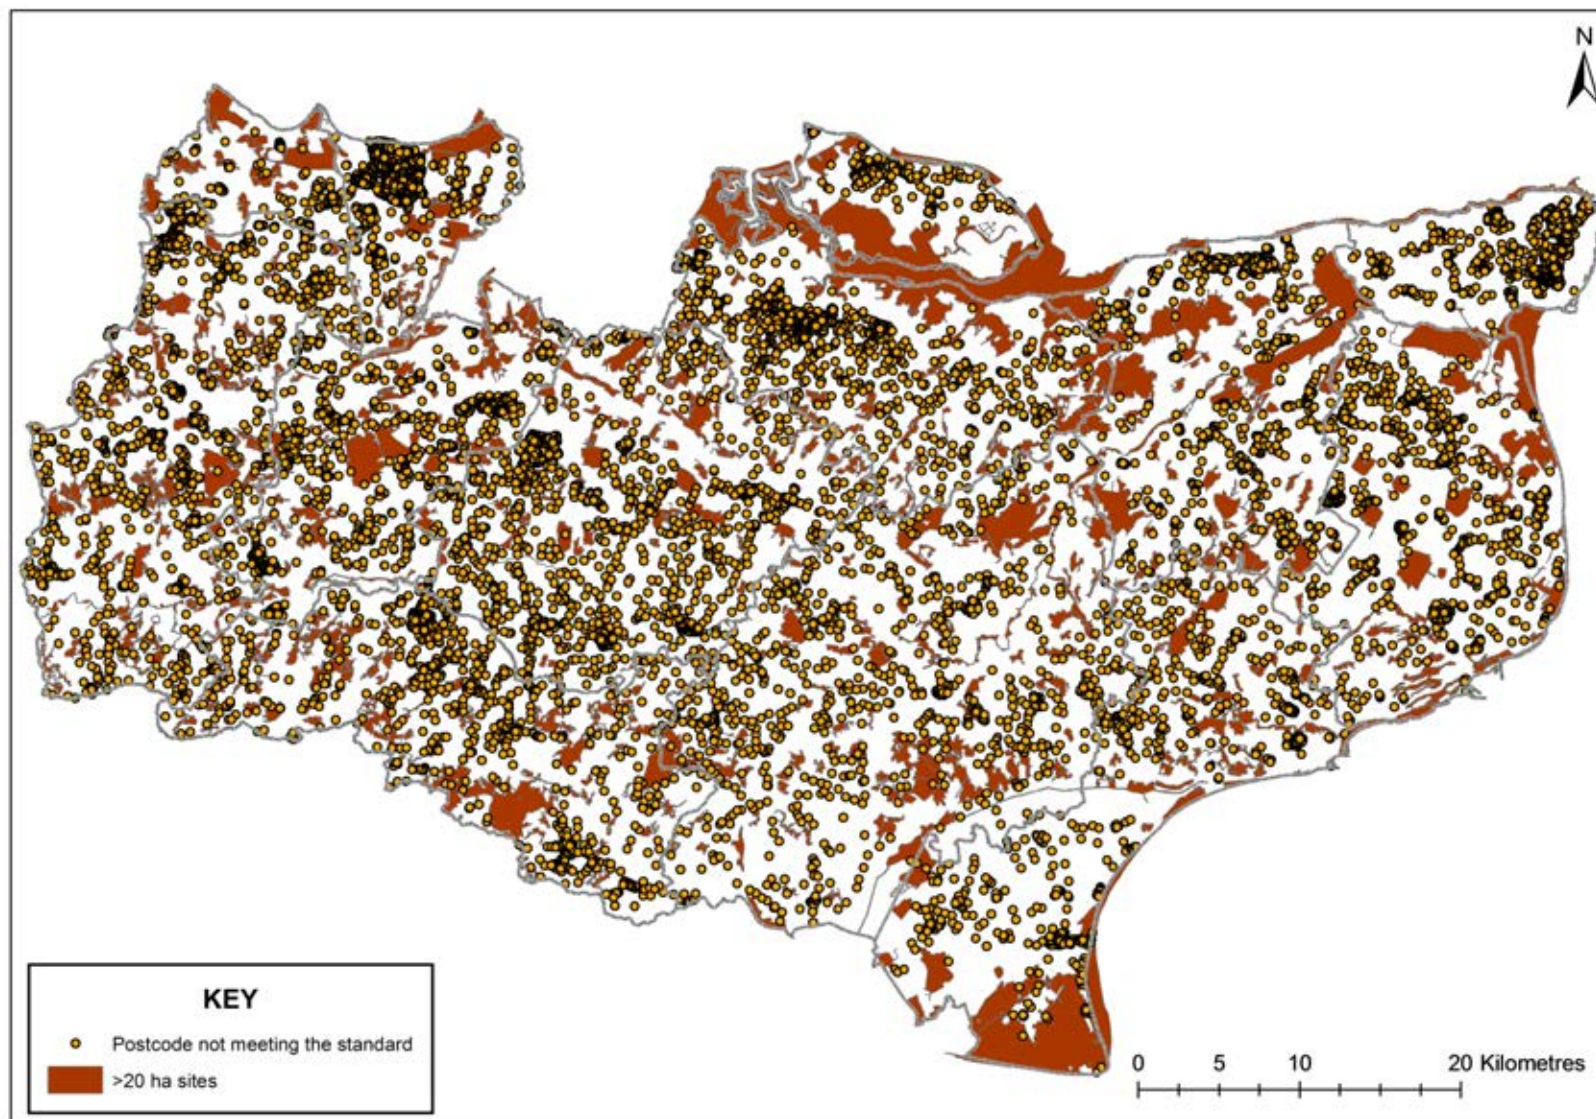 N
KEY
Postcode not meeting the standard
>20 ha sites
0 5 10 20 Kilometres